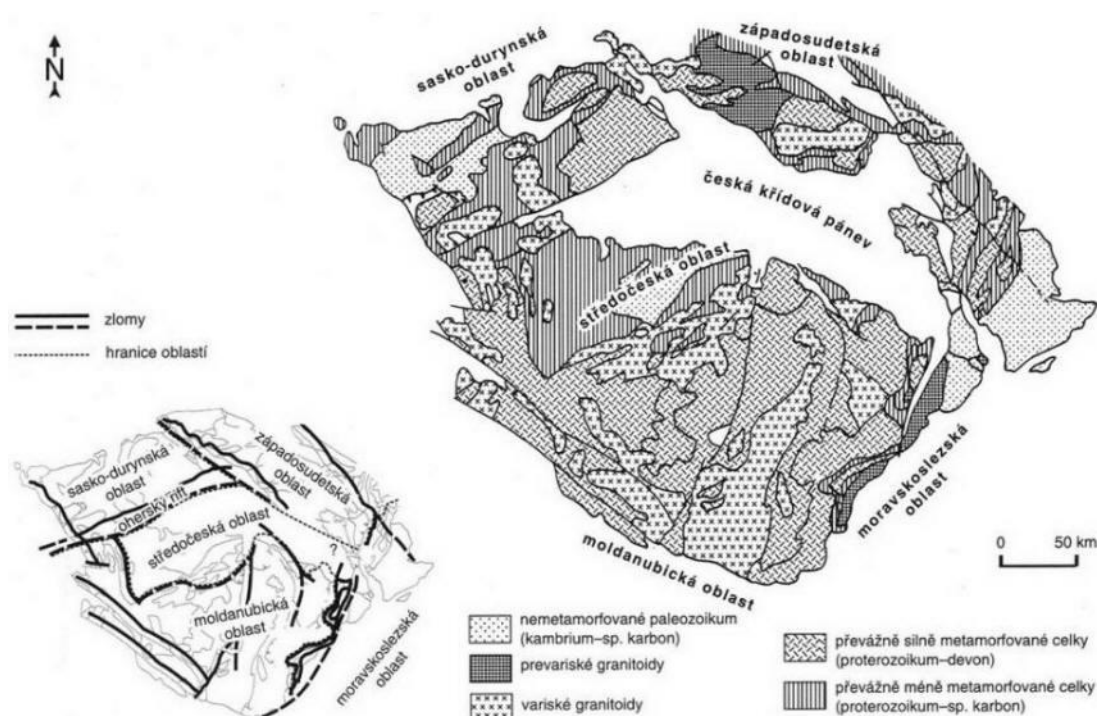 N
sasko-durynská
oblast
západosudetská
oblast
česká křídová pánev
středočeská oblast
zlomy
hranice oblastí
sasko-durynská
oblast
západosudetská
oblast
oherský rift
středočeská oblast
?
moldanubická
oblast
moravskoslezská
oblast
moldanubická oblast
moravskoslezská
oblast
0 50 km
nemetamorfované paleozoikum
(kambrium–sp. karbon)
prevariské granitoidy
variské granitoidy
převážně silně metamorfované celky
(proterozoikum–devon)
převážně méně metamorfované celky
(proterozoikum–sp. karbon)